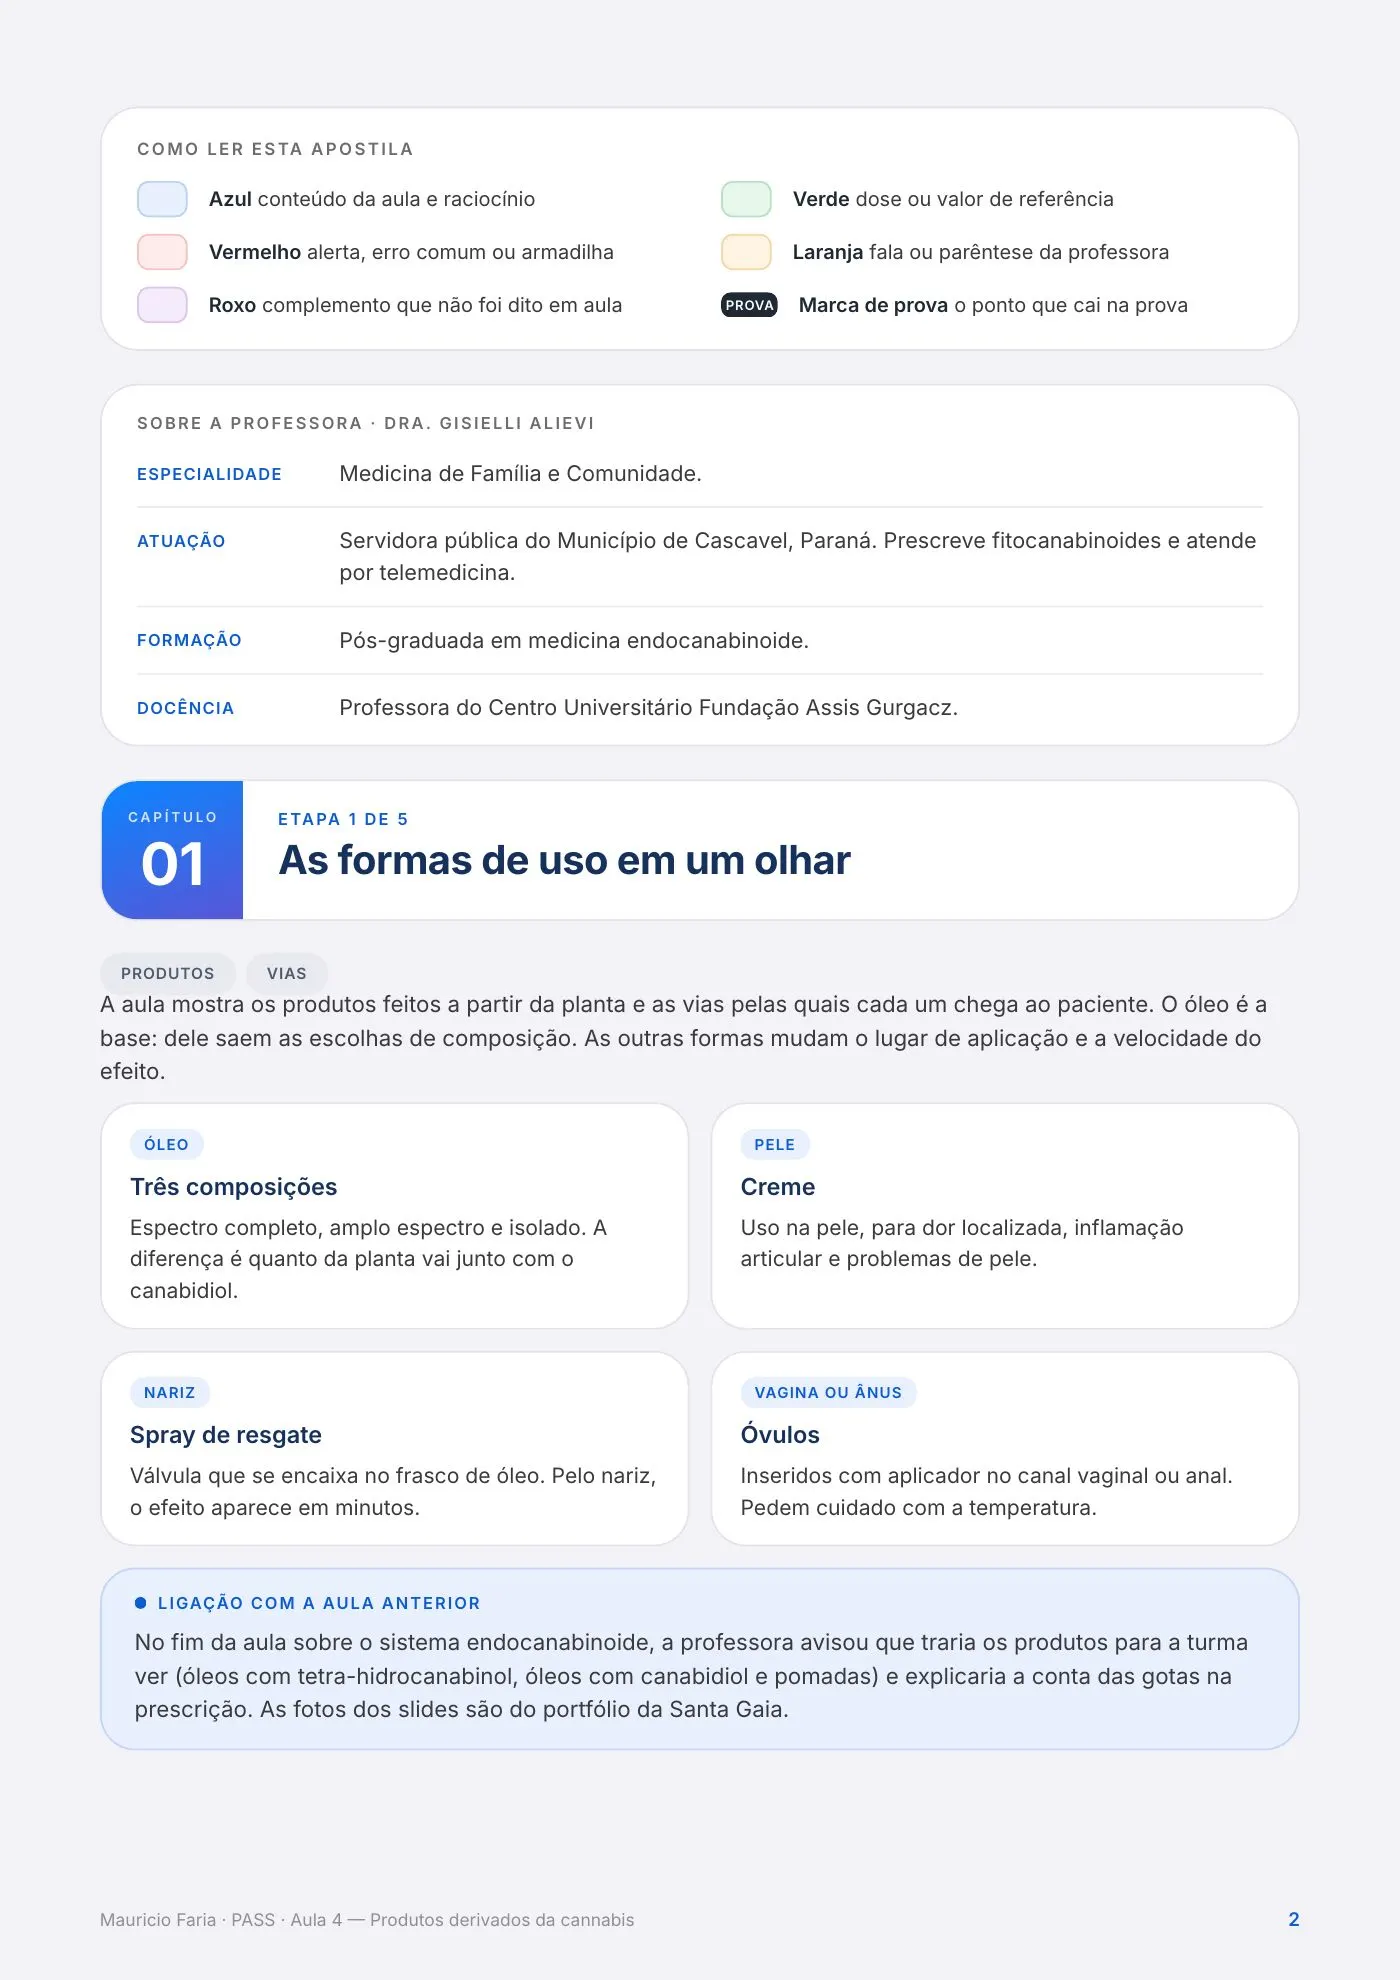 COMO LER ESTA APOSTILA
Azul conteúdo da aula e raciocínio
Verde dose ou valor de referência
Vermelho alerta, erro comum ou armadilha
Laranja fala ou parêntese da professora
Roxo complemento que não foi dito em aula
PROVA Marca de prova o ponto que cai na prova
SOBRE A PROFESSORA · DRA. GISIELLI ALIEVI
ESPECIALIDADE Medicina de Família e Comunidade.
ATUAÇÃO Servidora pública do Município de Cascavel, Paraná. Prescreve fitocanabinoides e atende
por telemedicina.
FORMAÇÃO Pós-graduada em medicina endocanabinoide.
DOCÊNCIA Professora do Centro Universitário Fundação Assis Gurgacz.
CAPÍTULO
01
ETAPA 1 DE 5
As formas de uso em um olhar
PRODUTOS VIAS
A aula mostra os produtos feitos a partir da planta e as vias pelas quais cada um chega ao paciente. O óleo é a
base: dele saem as escolhas de composição. As outras formas mudam o lugar de aplicação e a velocidade do
efeito.
ÓLEO
Três composições
Espectro completo, amplo espectro e isolado. A
diferença é quanto da planta vai junto com o
canabidiol.
PELE
Creme
Uso na pele, para dor localizada, inflamação
articular e problemas de pele.
NARIZ
Spray de resgate
Válvula que se encaixa no frasco de óleo. Pelo nariz,
o efeito aparece em minutos.
VAGINA OU ÂNUS
Óvulos
Inseridos com aplicador no canal vaginal ou anal.
Pedem cuidado com a temperatura.
LIGAÇÃO COM A AULA ANTERIOR
No fim da aula sobre o sistema endocanabinoide, a professora avisou que traria os produtos para a turma
ver (óleos com tetra-hidrocanabinol, óleos com canabidiol e pomadas) e explicaria a conta das gotas na
prescrição. As fotos dos slides são do portfólio da Santa Gaia.
Mauricio Faria · PASS · Aula 4 — Produtos derivados da cannabis
2